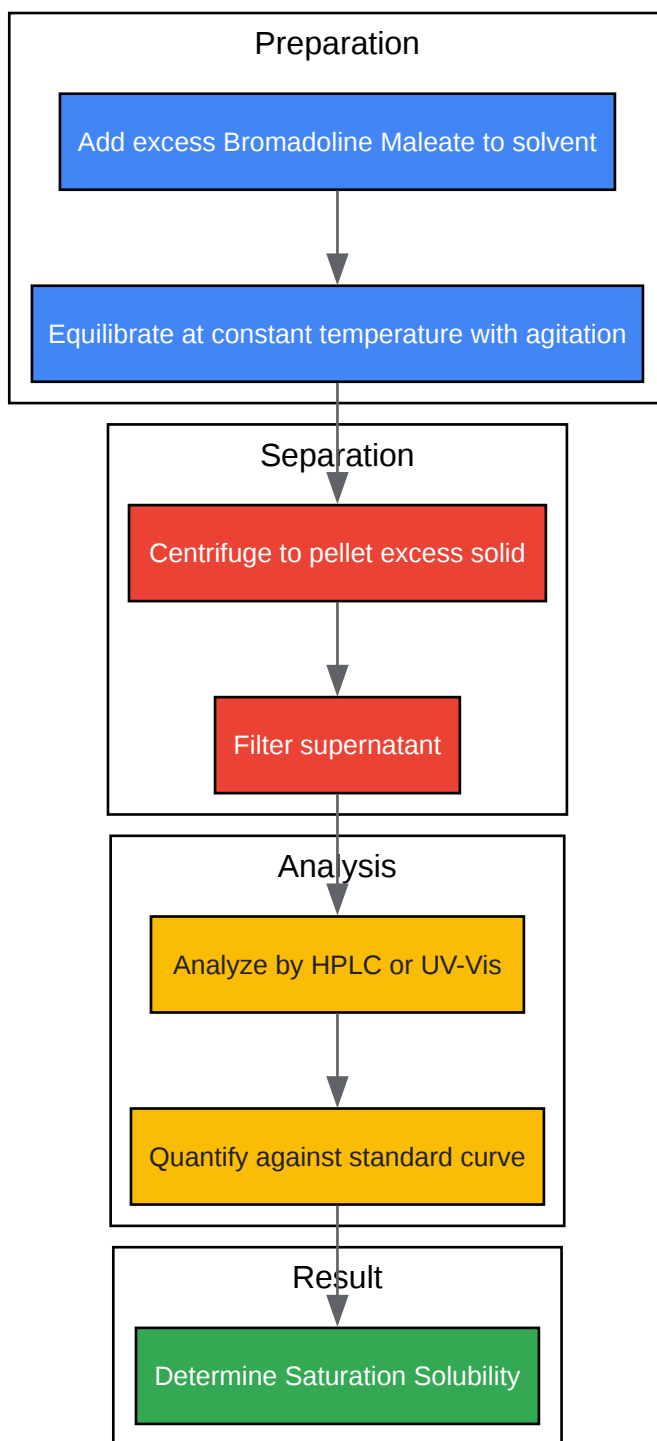 Preparation
Add excess Bromadoline Maleate to solvent
Equilibrate at constant temperature with agitation
Separation
Centrifuge to pellet excess solid
Filter supernatant
Analysis
Analyze by HPLC or UV-Vis
Quantify against standard curve
Result
Determine Saturation Solubility